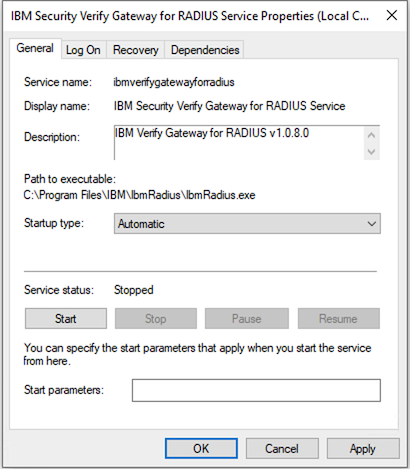 IBM Security Verify Gateway for RADIUS Service Properties (Local C...
General Log On Recovery Dependencies
Service name: ibmverifygatewayforradius
Display name: IBM Security Verify Gateway for RADIUS Service
Description: IBM Verify Gateway for RADIUS v1.0.8.0
Path to executable:
C:\Program Files\IBM\IbmRadius\IbmRadius.exe
Startup type: Automatic
Service status: Stopped
Start Stop Pause Resume
You can specify the start parameters that apply when you start the service
from here.
Start parameters:
OK Cancel Apply